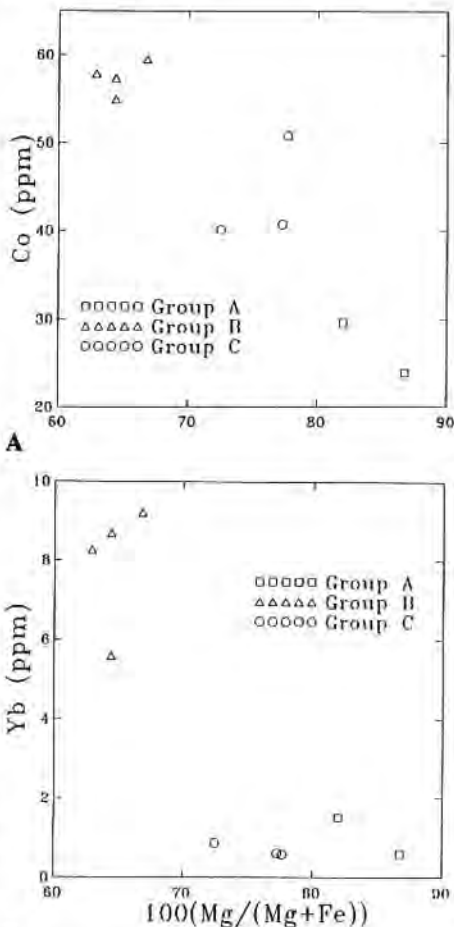 60
50
Co (ppm)
40
□□□□□ Group A
△△△△△ Group B
○○○○○ Group C
30
20
60 70 80 90
A
10
8
□□□□□ Group A
△△△△△ Group B
○○○○○ Group C
6
Yb (ppm)
4
2
0
60 70 80 90
100(Mg/(Mg+Fe))